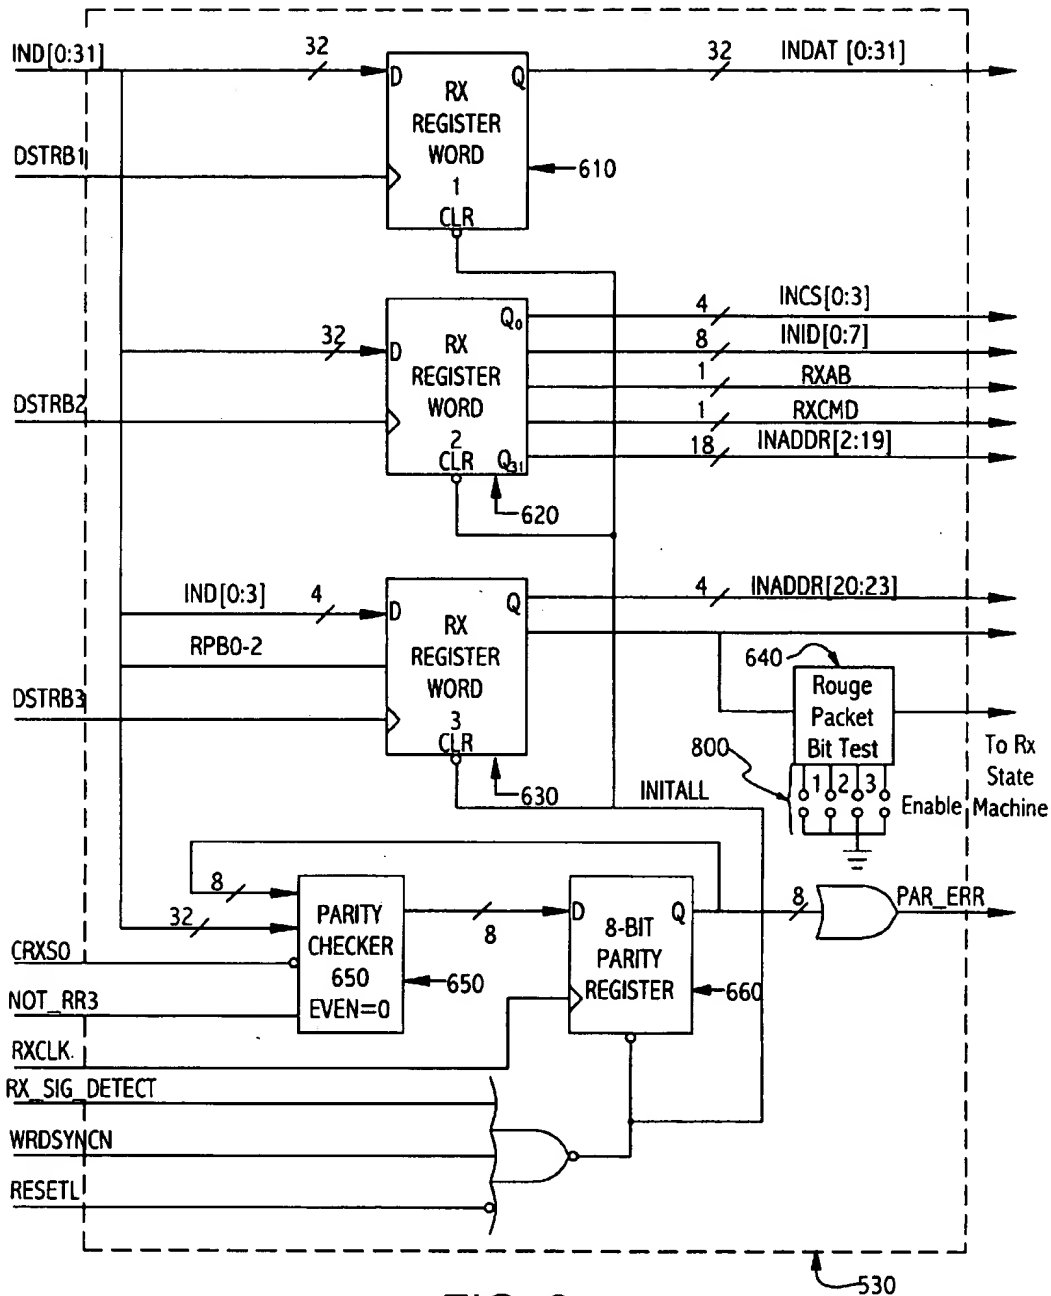 IND[0:31]
32
32
INDAT [0:31]
D
Q
RX
REGISTER
WORD
1
CLR
DSTRB1
610
32
D
RX
REGISTER
WORD
2
CLR
Q0
Q31
4
INCS[0:3]
8
INID[0:7]
1
RXAB
1
RXCMD
18
INADDR[2:19]
DSTRB2
620
IND[0:3]
4
D
Q
RX
REGISTER
WORD
3
CLR
4
INADDR[20:23]
RPB0-2
DSTRB3
630
640
Rouge
Packet
Bit Test
800
1 2 3
Enable
To Rx
State
Machine
INITALL
8
32
PARITY
CHECKER
650
EVEN=0
650
8
D
Q
8-BIT
PARITY
REGISTER
660
8
PAR_ERR
CRXSO
NOT_RR3
RXCLK.
RX_SIG_DETECT
WRDSYNCN
RESETL
530